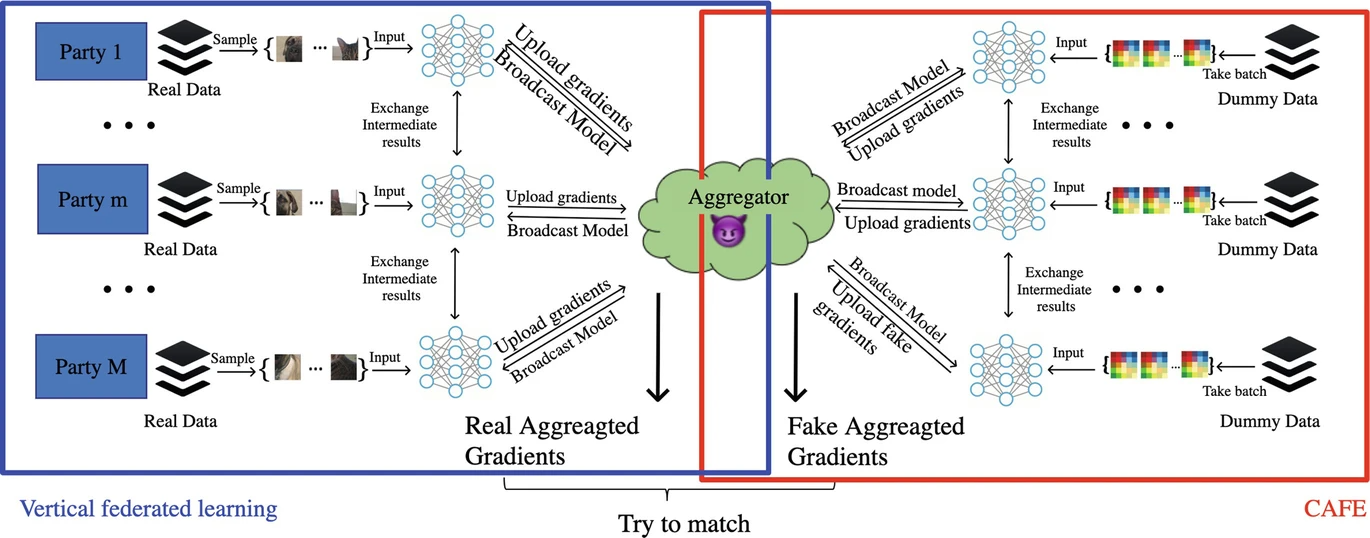 Party 1
Real Data
Sample
{ ... }
Input
Upload gradients
Broadcast Model
Exchange
Intermediate
results
• • •
Party m
Real Data
Sample
{ ... }
Input
Upload gradients
Broadcast Model
Exchange
Intermediate
results
• • •
Party M
Real Data
Sample
{ ... }
Input
Upload gradients
Broadcast Model
Real Aggreagted
Gradients
Aggregator
Broadcast Model
Upload gradients
Input
{ ... }
Take batch
Dummy Data
Exchange
Intermediate
results
• • •
Broadcast model
Upload gradients
Input
{ ... }
Take batch
Dummy Data
Exchange
Intermediate
results
• • •
Broadcast Model
Upload fake
gradients
Input
{ ... }
Take batch
Dummy Data
Fake Aggreagted
Gradients
Vertical federated learning
Try to match
CAFE